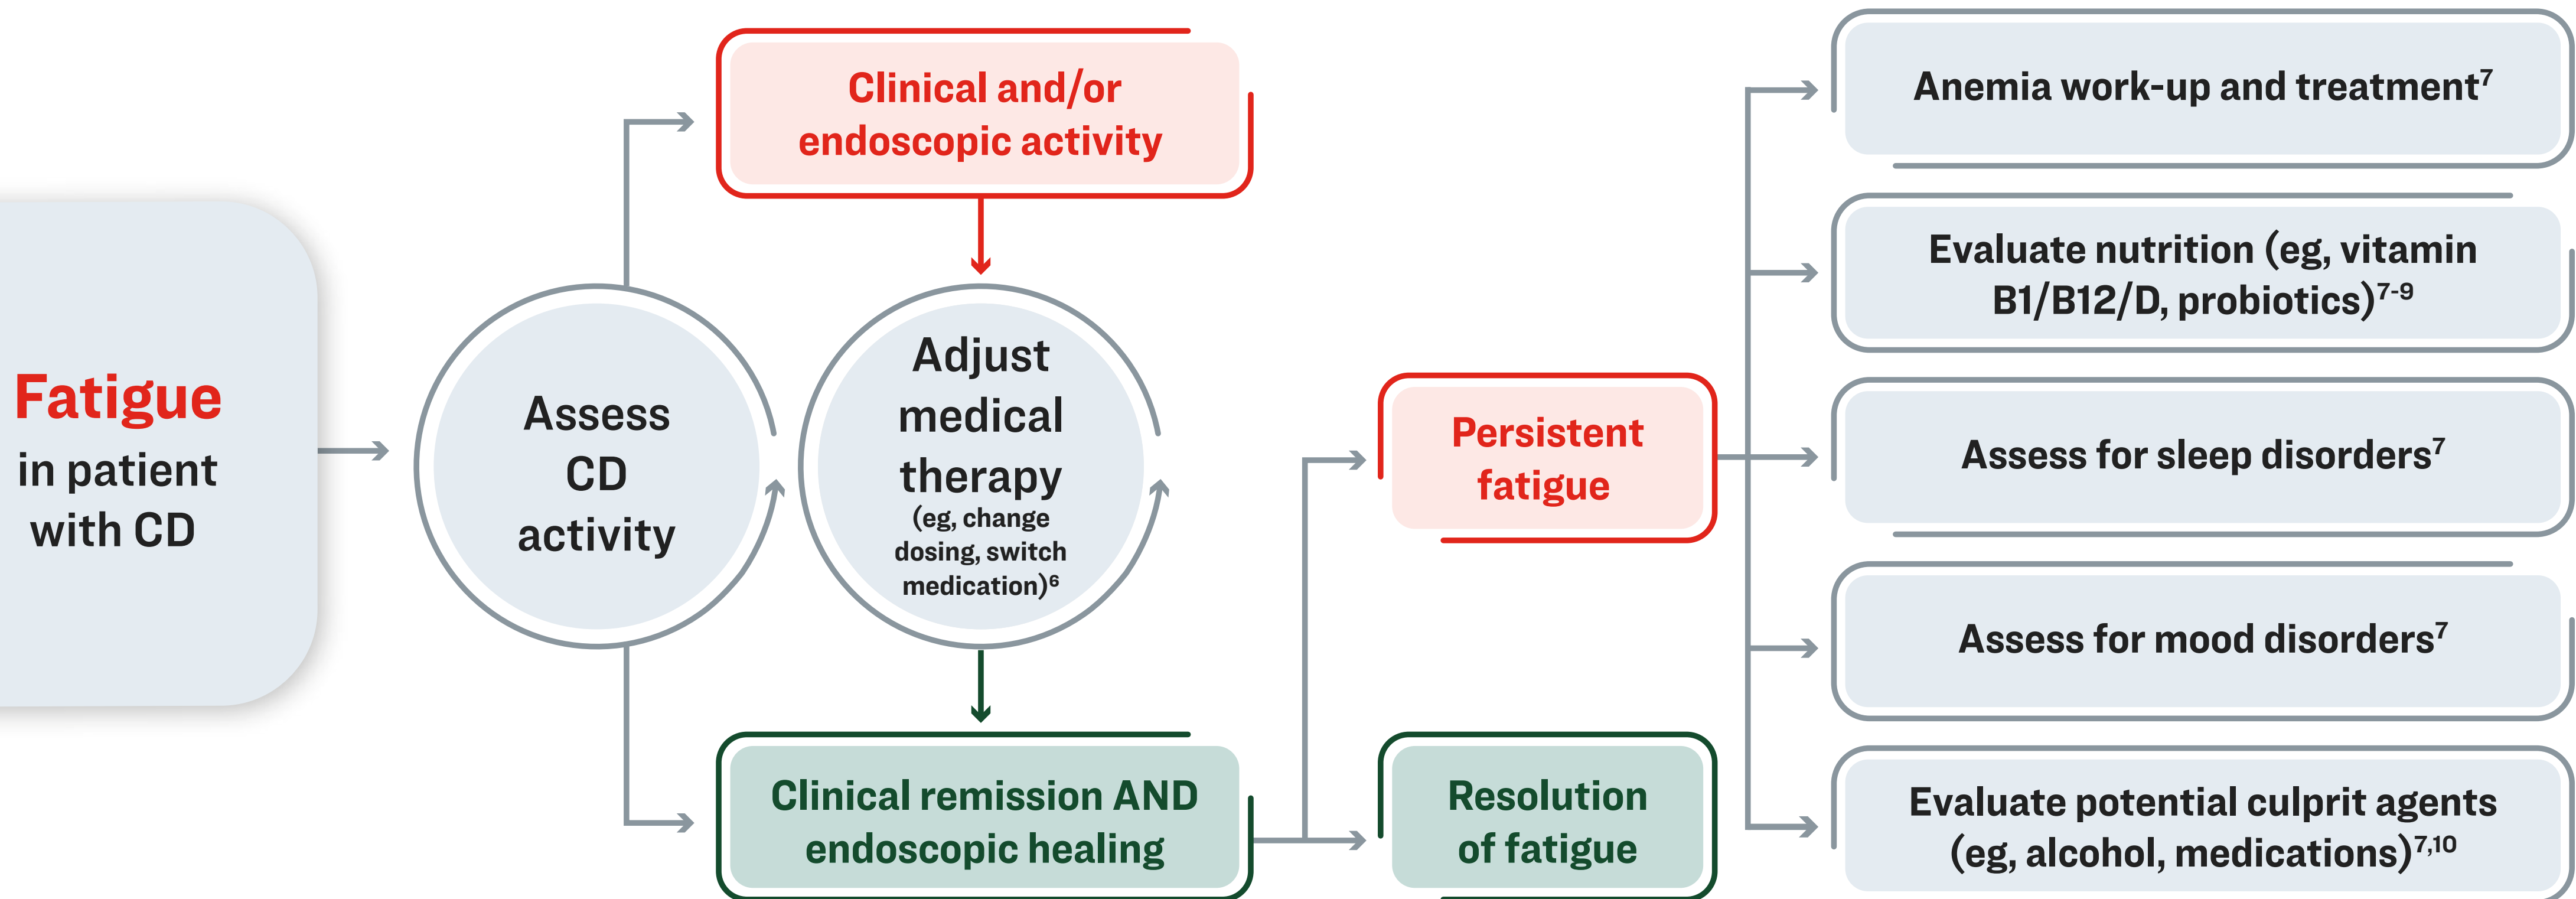 Fatigue
in patient
with CD
Assess
CD
activity
Clinical and/or
endoscopic activity
Adjust
medical
therapy
(eg, change
dosing, switch
medication)⁶
Clinical remission AND
endoscopic healing
Persistent
fatigue
Resolution
of fatigue
Anemia work-up and treatment⁷
Evaluate nutrition (eg, vitamin
B1/B12/D, probiotics)⁷⁻⁹
Assess for sleep disorders⁷
Assess for mood disorders⁷
Evaluate potential culprit agents
(eg, alcohol, medications)⁷,¹⁰